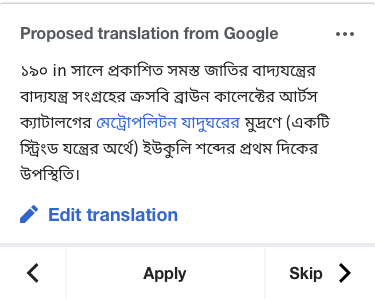 Proposed translation from Google
১৯০ in সালে প্রকাশিত সমস্ত জাতির বাদ্যযন্ত্রের
বাদ্যযন্ত্র সংগ্রহের ক্রসবি ব্রাউন কালেক্টের আর্টস
ক্যাটালগের মেট্রোপলিটন যাদুঘরের মুদ্রণে (একটি
স্ট্রিংড যন্ত্রের অর্থে) ইউকুলি শব্দের প্রথম দিকের
উপস্থিতি।
Edit translation
Apply
Skip